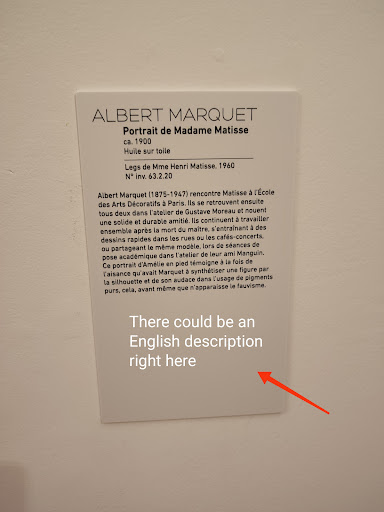 ALBERT MARQUET
Portrait de Madame Matisse
ca. 1900
Huile sur toile
Legs de Mme Henri Matisse, 1960
N° inv. 63.2.20
Albert Marquet (1875-1947) rencontre Matisse à l'École
des Arts Décoratifs à Paris. Ils se retrouvent ensuite
tous deux dans l'atelier de Gustave Moreau et nouent
une solide et durable amitié. Ils continuent à travailler
ensemble après la mort du maître, s'entraînant à des
dessins rapides dans les rues ou les cafés-concerts,
ou partageant le même modèle, lors de séances de
pose académique dans l'atelier de leur ami Manguin.
Ce portrait d'Amélie en pied témoigne à la fois de
l'aisance qu'avait Marquet à synthétiser une figure par
la silhouette et de son audace dans l'usage de pigments
purs, cela, avant même que n'apparaisse le fauvisme.
There could be an
English description
right here